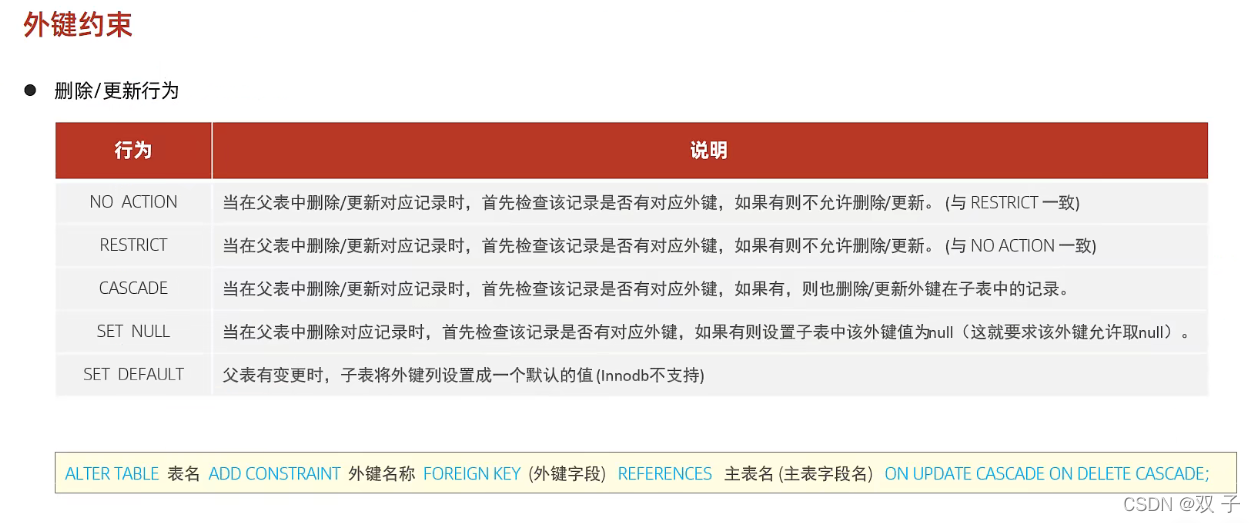 外键约束
● 删除/更新行为
行为 说明
NO ACTION 当在父表中删除/更新对应记录时，首先检查该记录是否有对应外键，如果有则不允许删除/更新。 (与 RESTRICT 一致)
RESTRICT 当在父表中删除/更新对应记录时，首先检查该记录是否有对应外键，如果有则不允许删除/更新。 (与 NO ACTION 一致)
CASCADE 当在父表中删除/更新对应记录时，首先检查该记录是否有对应外键，如果有，则也删除/更新外键在子表中的记录。
SET NULL 当在父表中删除对应记录时，首先检查该记录是否有对应外键，如果有则设置子表中该外键值为null（这就要求该外键允许取null）。
SET DEFAULT 父表有变更时，子表将外键列设置成一个默认的值 (Innodb不支持)
ALTER TABLE 表名 ADD CONSTRAINT 外键名称 FOREIGN KEY (外键字段) REFERENCES 主表名 (主表字段名) ON UPDATE CASCADE ON DELETE CASCADE;
CSDN @双 子